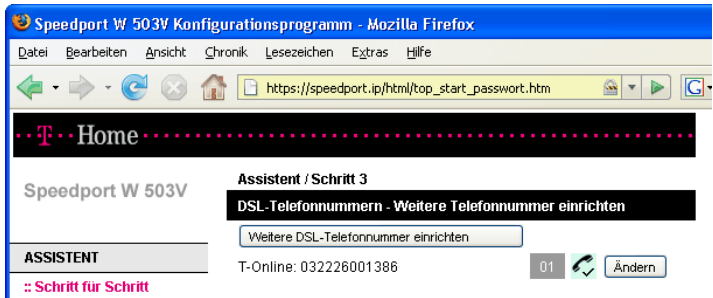 Speedport W 503V Konfigurationsprogramm - Mozilla Firefox
Datei Bearbeiten Ansicht Chronik Lesezeichen Extras Hilfe
https://speedport.ip/html/top_start_passwort.htm
G
T Home
Speedport W 503V
Assistent / Schritt 3
DSL-Telefonnummern - Weitere Telefonnummer einrichten
Weitere DSL-Telefonnummer einrichten
ASSISTENT
T-Online: 032226001386 01 Ändern
:: Schritt für Schritt